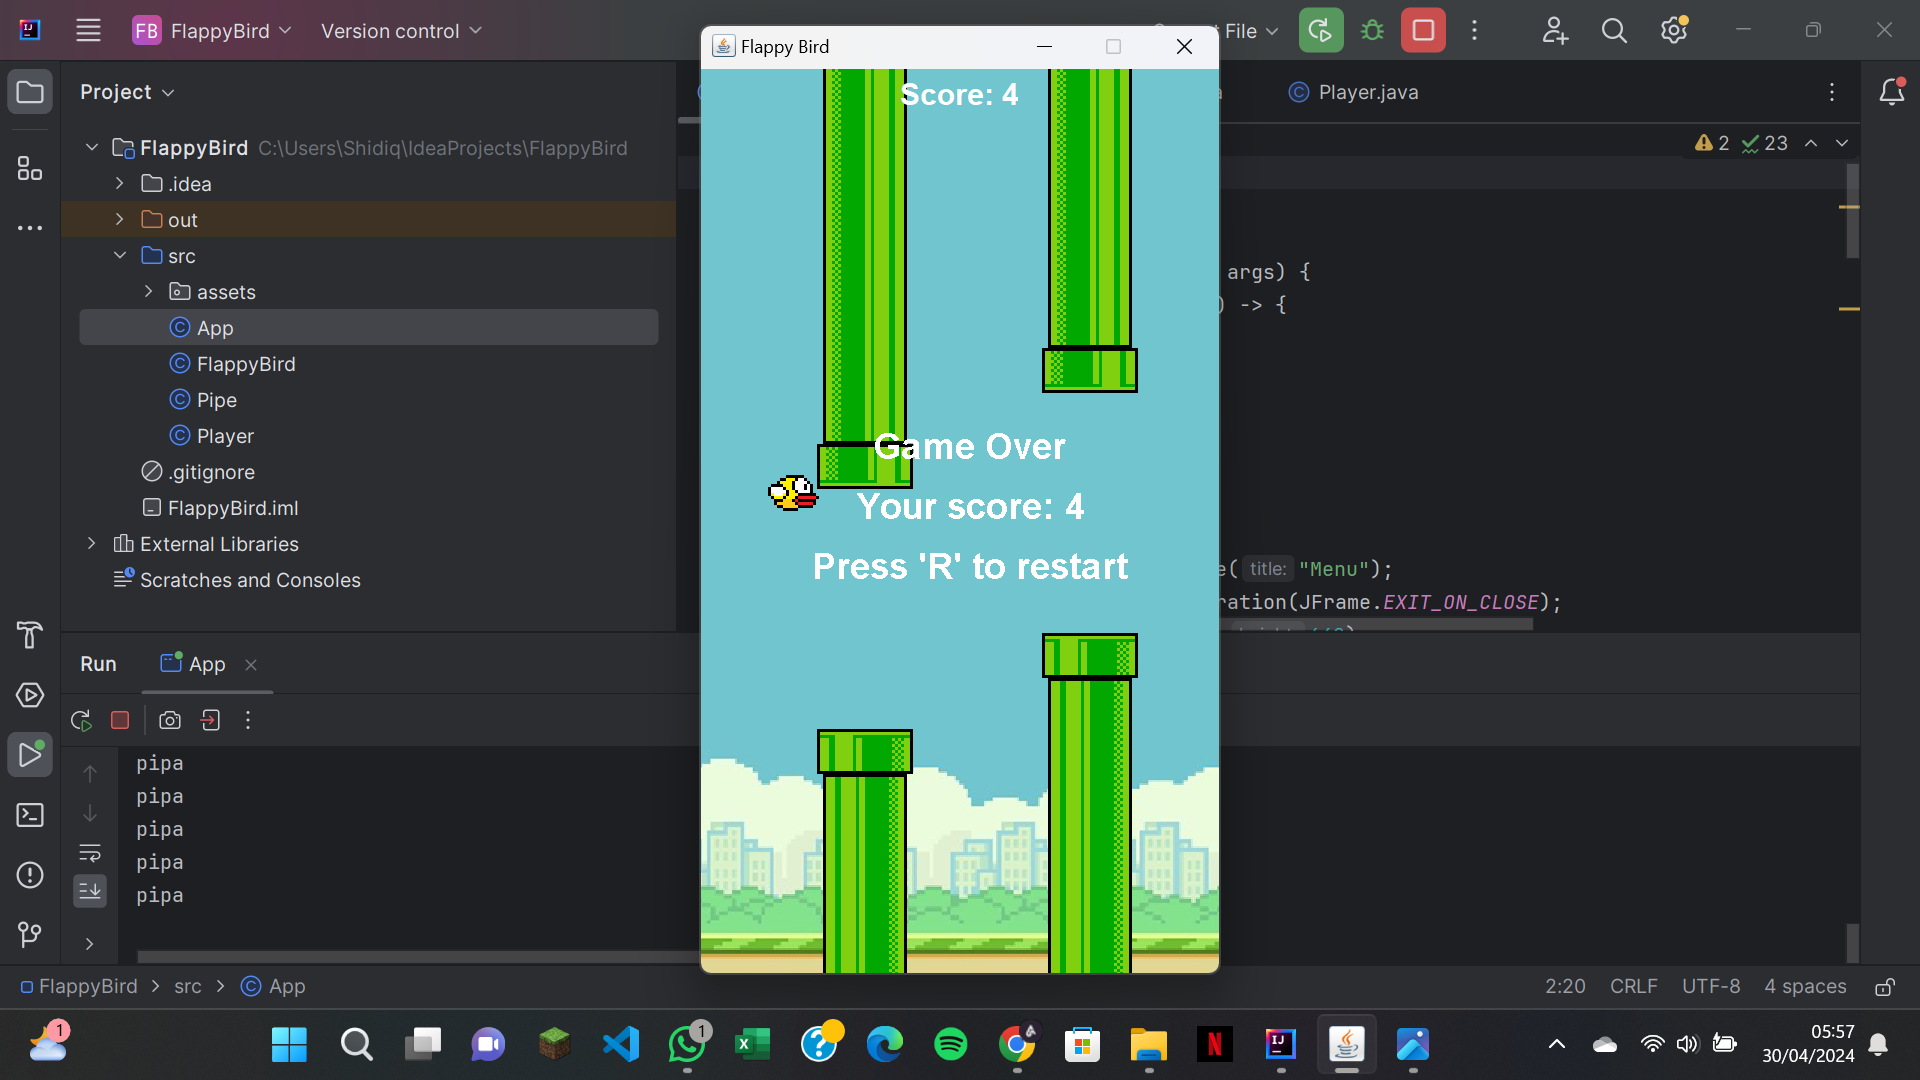 FB FlappyBird Version control
File
Flappy Bird
Project
Player.java
FlappyBird C:\Users\Shidiq\IdeaProjects\FlappyBird
2 23
.idea
out
src
assets
App
FlappyBird
Pipe
Player
.gitignore
FlappyBird.iml
External Libraries
Scratches and Consoles
Score: 4
Game Over
Your score: 4
Press 'R' to restart
args) {
) -> {
e( title: "Menu");
ration(JFrame.EXIT_ON_CLOSE);
Run App
pipa
pipa
pipa
pipa
pipa
FlappyBird > src > App
2:20 CRLF UTF-8 4 spaces
1
1
05:57
30/04/2024